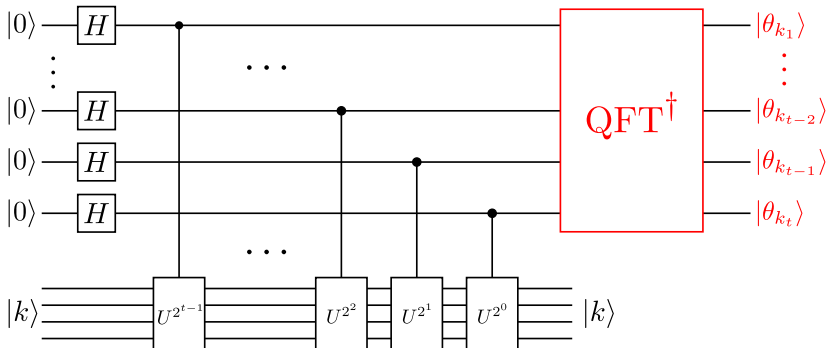 |0⟩ H |θ_{k_1}⟩
⋮ ⋯ ⋮
|0⟩ H QFT^† |θ_{k_{t−2}}⟩
|0⟩ H |θ_{k_{t−1}}⟩
|0⟩ H |θ_{k_t}⟩
⋯
|k⟩ U^{2^{t−1}} U^{2^2} U^{2^1} U^{2^0} |k⟩